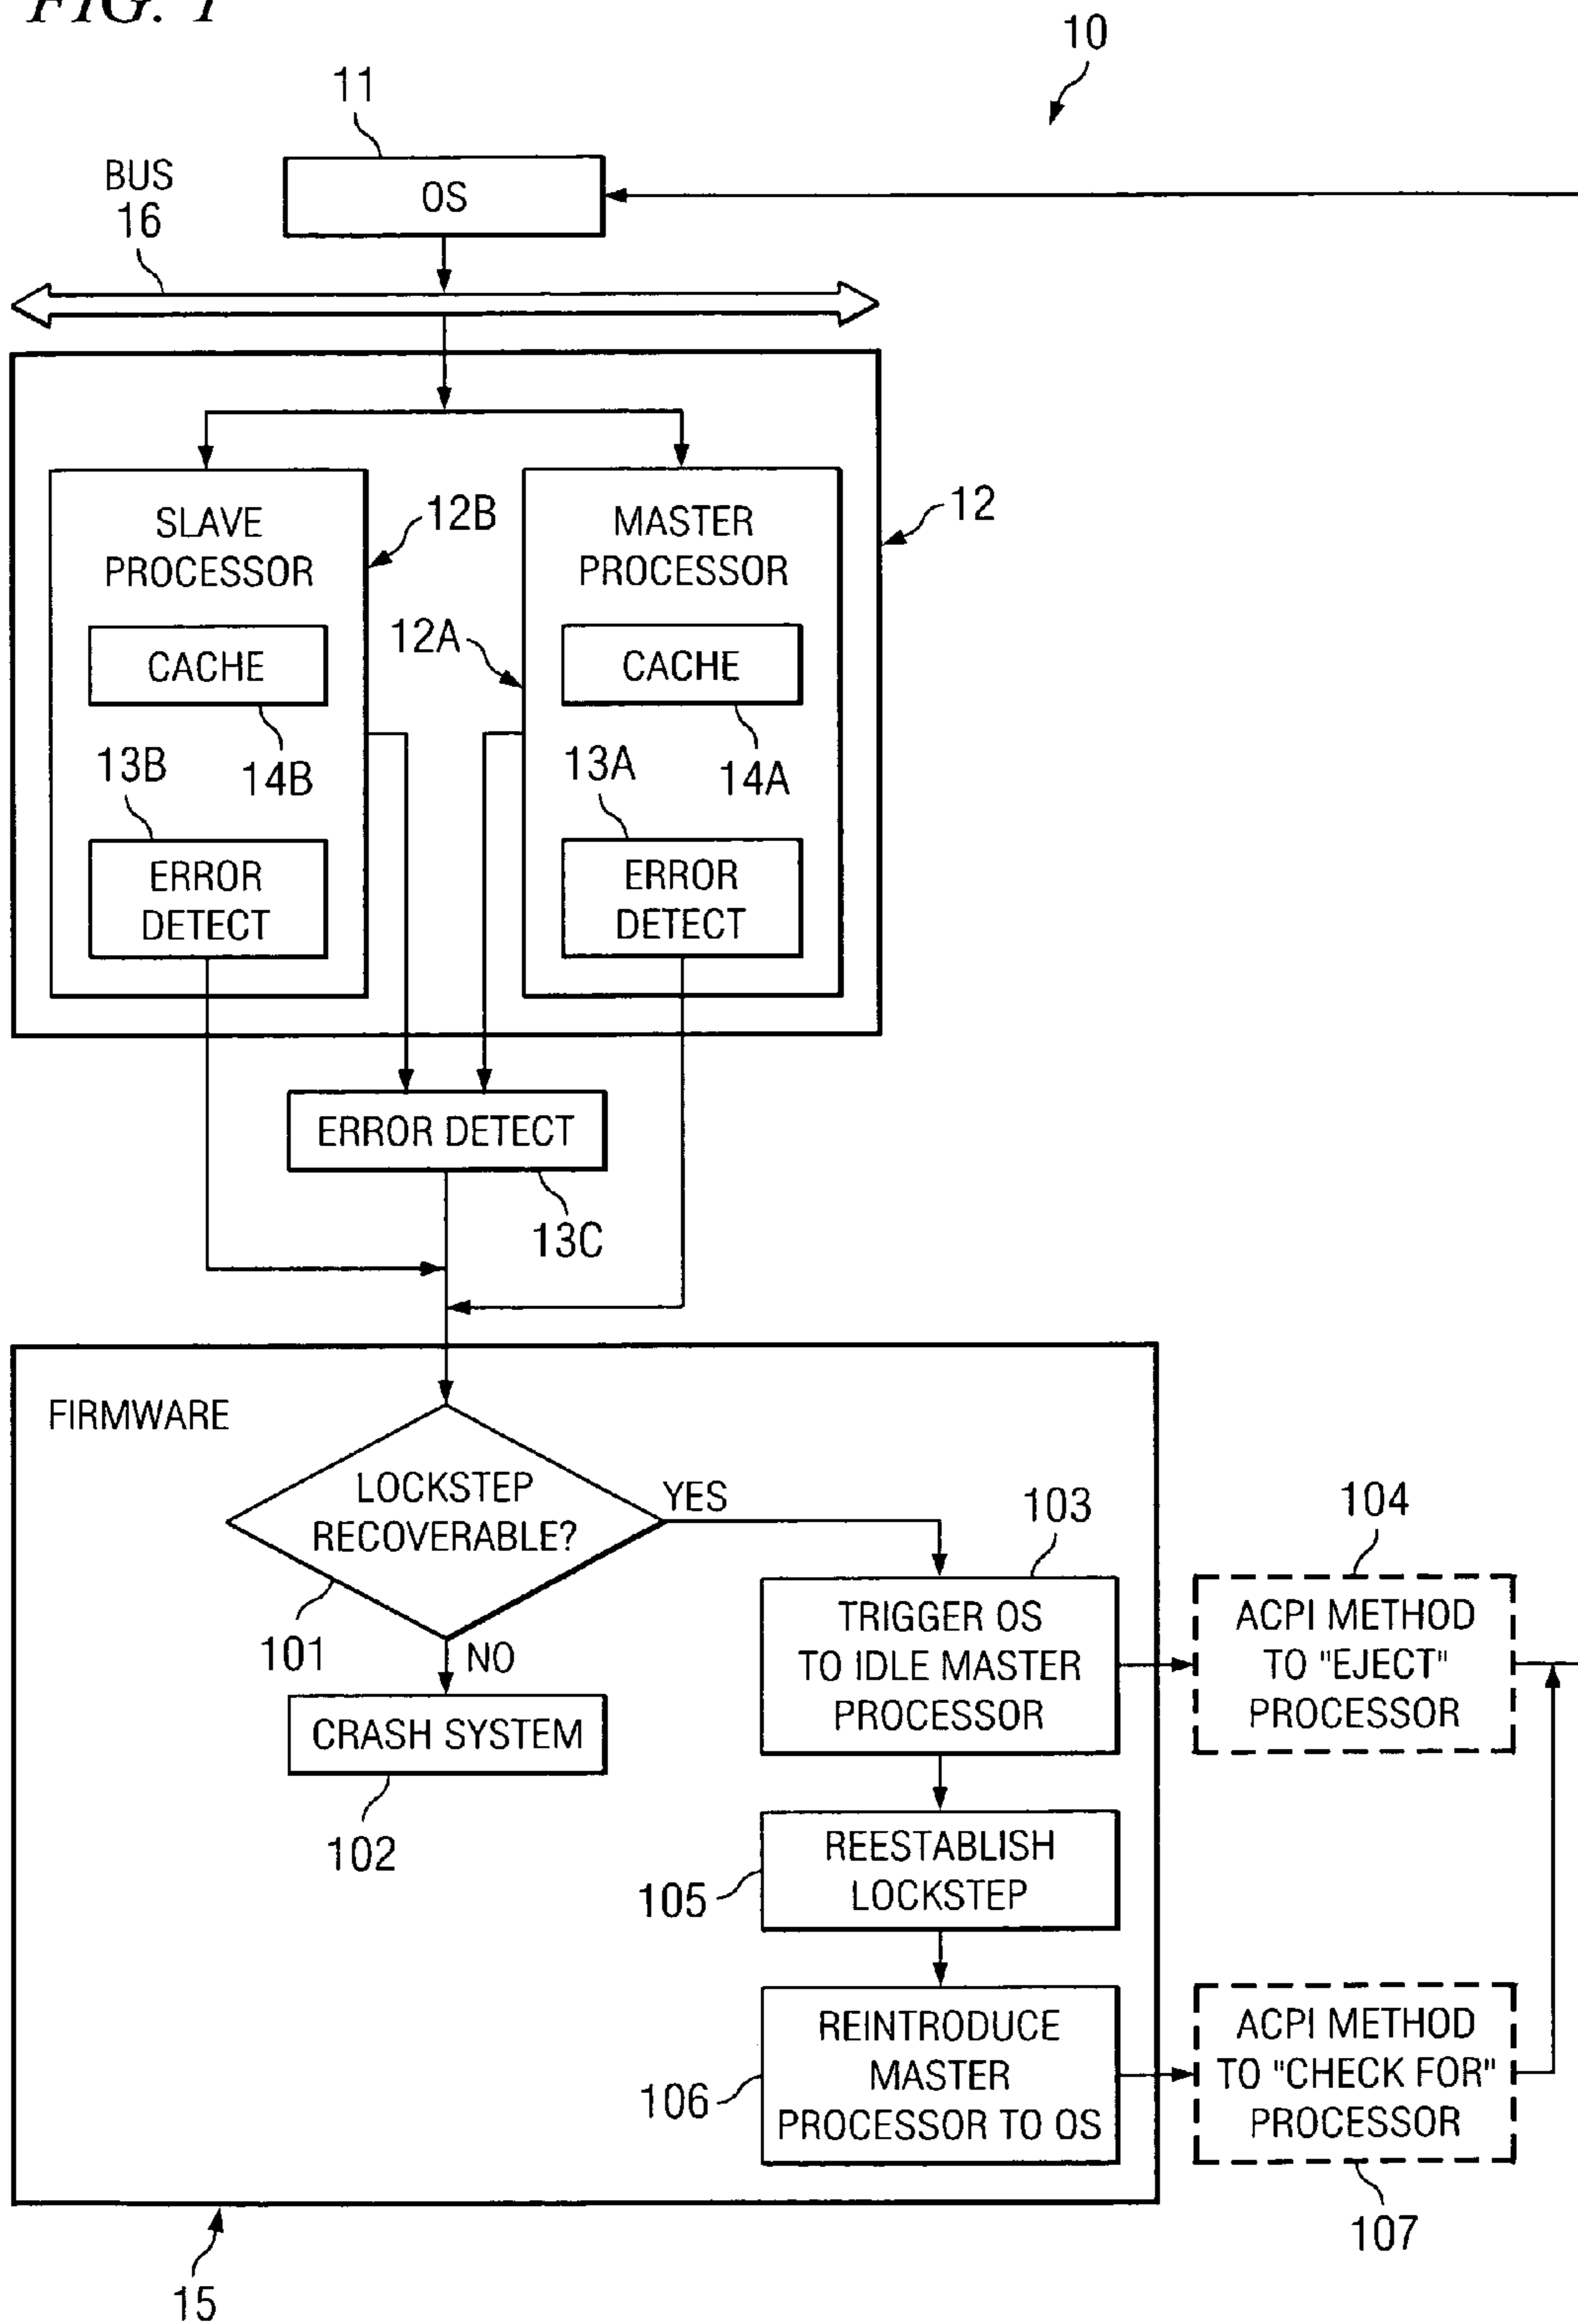 FIG. 1
10
11
OS
BUS
16
12
SLAVE
PROCESSOR
12B
MASTER
PROCESSOR
12A
CACHE
CACHE
13B
14B
13A
14A
ERROR
DETECT
ERROR
DETECT
ERROR DETECT
13C
FIRMWARE
LOCKSTEP
RECOVERABLE?
YES
103
104
101
NO
TRIGGER OS
TO IDLE MASTER
PROCESSOR
ACPI METHOD
TO "EJECT"
PROCESSOR
CRASH SYSTEM
102
REESTABLISH
LOCKSTEP
105
REINTRODUCE
MASTER
PROCESSOR TO OS
106
ACPI METHOD
TO "CHECK FOR"
PROCESSOR
107
15